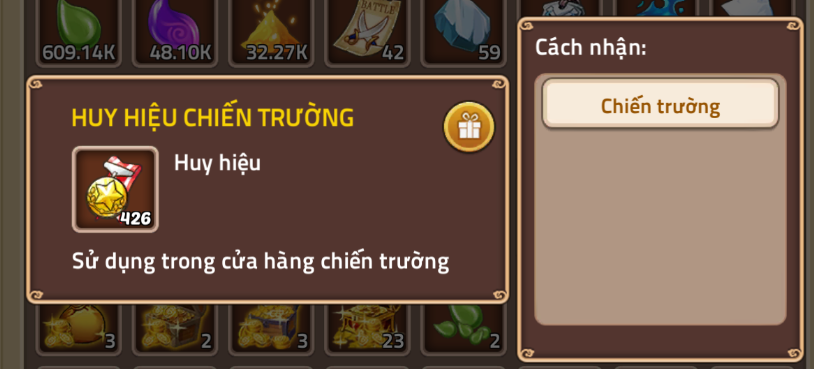 609.14K
48.10K
32.27K
BATTLE
42
59
HUY HIỆU CHIẾN TRƯỜNG
Huy hiệu
426
Sử dụng trong cửa hàng chiến trường
Cách nhận:
Chiến trường
3
2
3
23
2